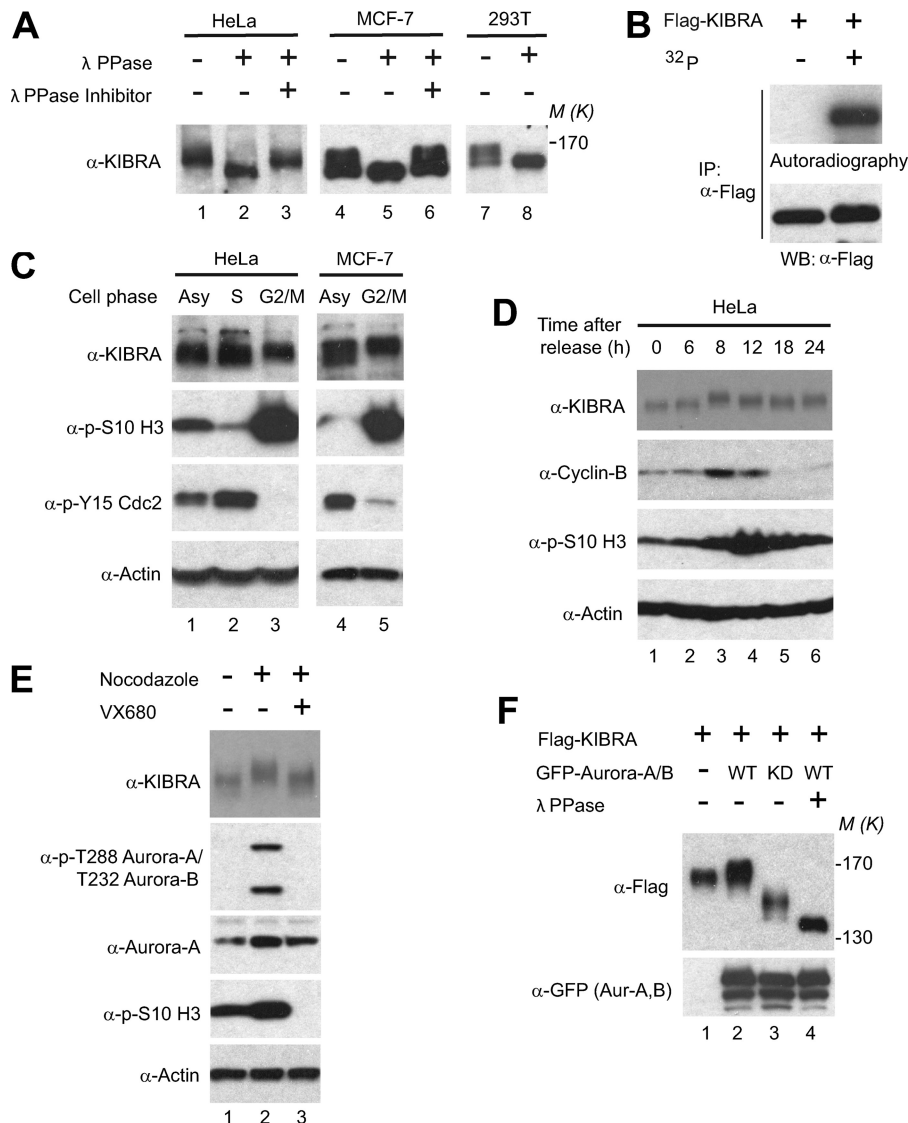 A
HeLa MCF-7 293T
λ PPase - + + - + + - +
λ PPase Inhibitor - - + - - + - -
M (K)
-170
α-KIBRA
1 2 3 4 5 6 7 8
B
Flag-KIBRA + +
32P - +
IP:
α-Flag
Autoradiography
WB: α-Flag
C
HeLa MCF-7
Cell phase Asy S G2/M Asy G2/M
α-KIBRA
α-p-S10 H3
α-p-Y15 Cdc2
α-Actin
1 2 3 4 5
D
HeLa
Time after
release (h) 0 6 8 12 18 24
α-KIBRA
α-Cyclin-B
α-p-S10 H3
α-Actin
1 2 3 4 5 6
E
Nocodazole - + +
VX680 - - +
α-KIBRA
α-p-T288 Aurora-A/
T232 Aurora-B
α-Aurora-A
α-p-S10 H3
α-Actin
1 2 3
F
Flag-KIBRA + + + +
GFP-Aurora-A/B - WT KD WT
λ PPase - - - +
M (K)
-170
α-Flag
-130
α-GFP (Aur-A,B)
1 2 3 4